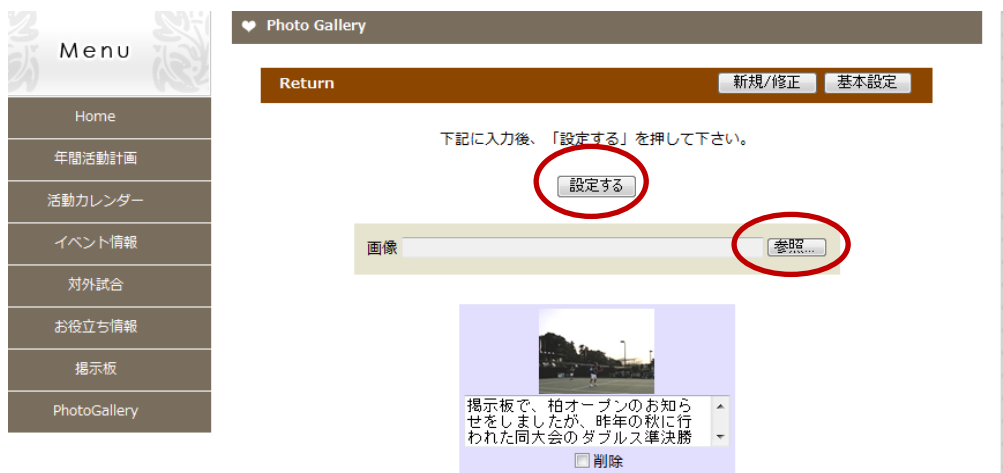 Menu
Home
年間活動計画
活動カレンダー
イベント情報
対外試合
お役立ち情報
掲示板
PhotoGallery
Photo Gallery
Return
新規/修正
基本設定
下記に入力後、「設定する」を押して下さい。
設定する
画像
参照...
掲示板で、柏オープンのお知ら
せをしましたが、昨年の秋に行
われた同大会のダブルス準決勝
削除